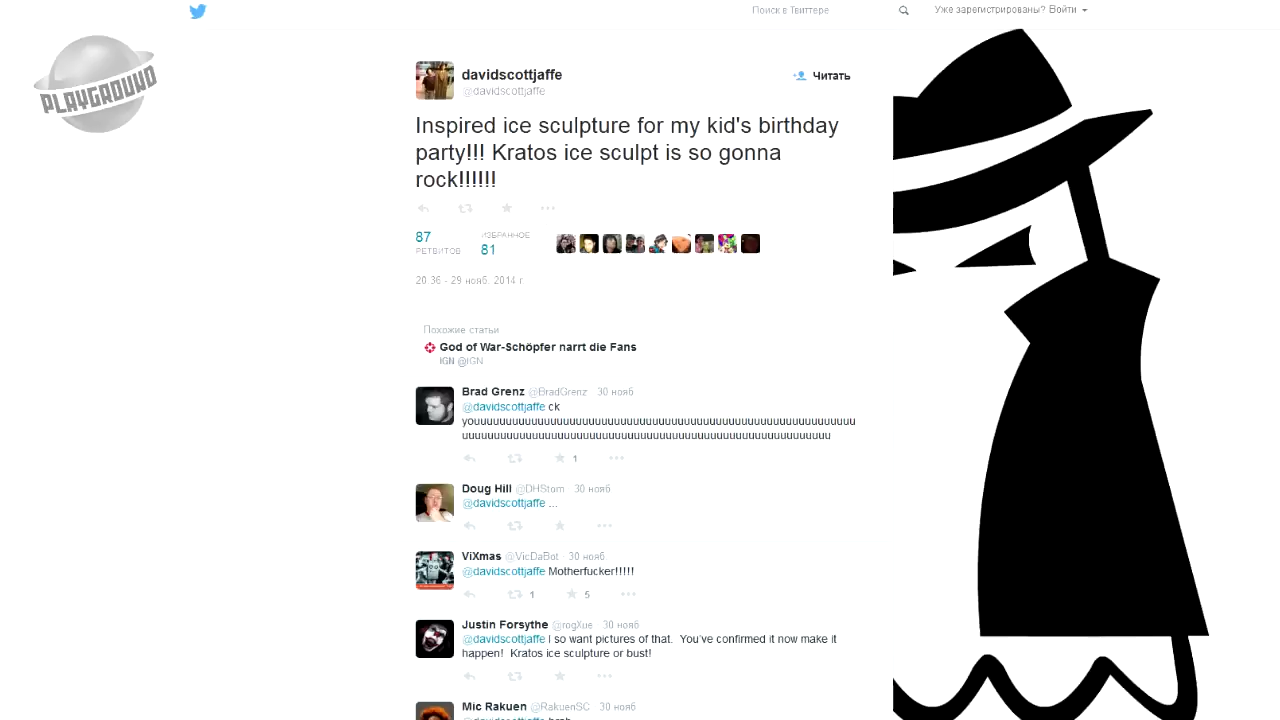 Поиск в Твиттере
Уже зарегистрированы? Войти
PLAYGROUND
davidscottjaffe
@davidscottjaffe
Читать
Inspired ice sculpture for my kid's birthday
party!!! Kratos ice sculpt is so gonna
rock!!!!!!
87
РЕТВИТОВ
ИЗБРАННОЕ
81
20:36 - 29 нояб. 2014 г.
Похожие статьи
God of War-Schöpfer narrt die Fans
IGN @IGN
Brad Grenz @BradGrenz · 30 нояб
@davidscottjaffe ck
youuuuuuuuuuuuuuuuuuuuuuuuuuuuuuuuuuuuuuuuuuuuuuuuuuuuuuuuuuuuu
uuuuuuuuuuuuuuuuuuuuuuuuuuuuuuuuuuuuuuuuuuuuuuuuuuuuuuuuuu
1
Doug Hill @DHStom · 30 нояб
@davidscottjaffe ...
ViXmas @VicDaBot · 30 нояб
@davidscottjaffe Motherfucker!!!!!
1 5
Justin Forsythe @rogXue · 30 нояб
@davidscottjaffe I so want pictures of that. You've confirmed it now make it
happen! Kratos ice sculpture or bust!
Mic Rakuen @RakuenSC · 30 нояб
@davidscottjaffe